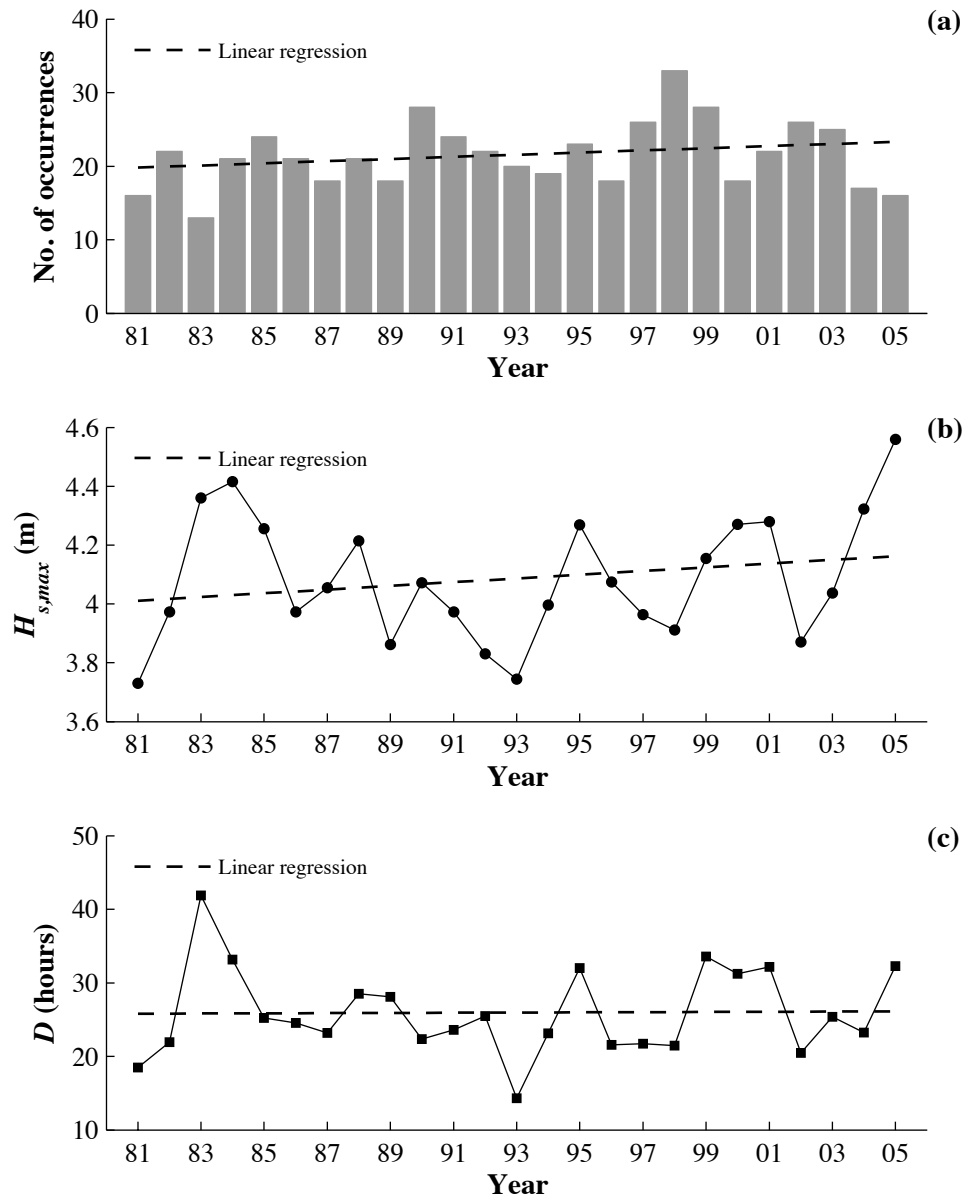 (a)
40
30
20
10
0
No. of occurrences
Linear regression
81 83 85 87 89 91 93 95 97 99 01 03 05
Year
(b)
4.6
4.4
4.2
4
3.8
3.6
H s,max (m)
Linear regression
81 83 85 87 89 91 93 95 97 99 01 03 05
Year
(c)
50
40
30
20
10
D (hours)
Linear regression
81 83 85 87 89 91 93 95 97 99 01 03 05
Year